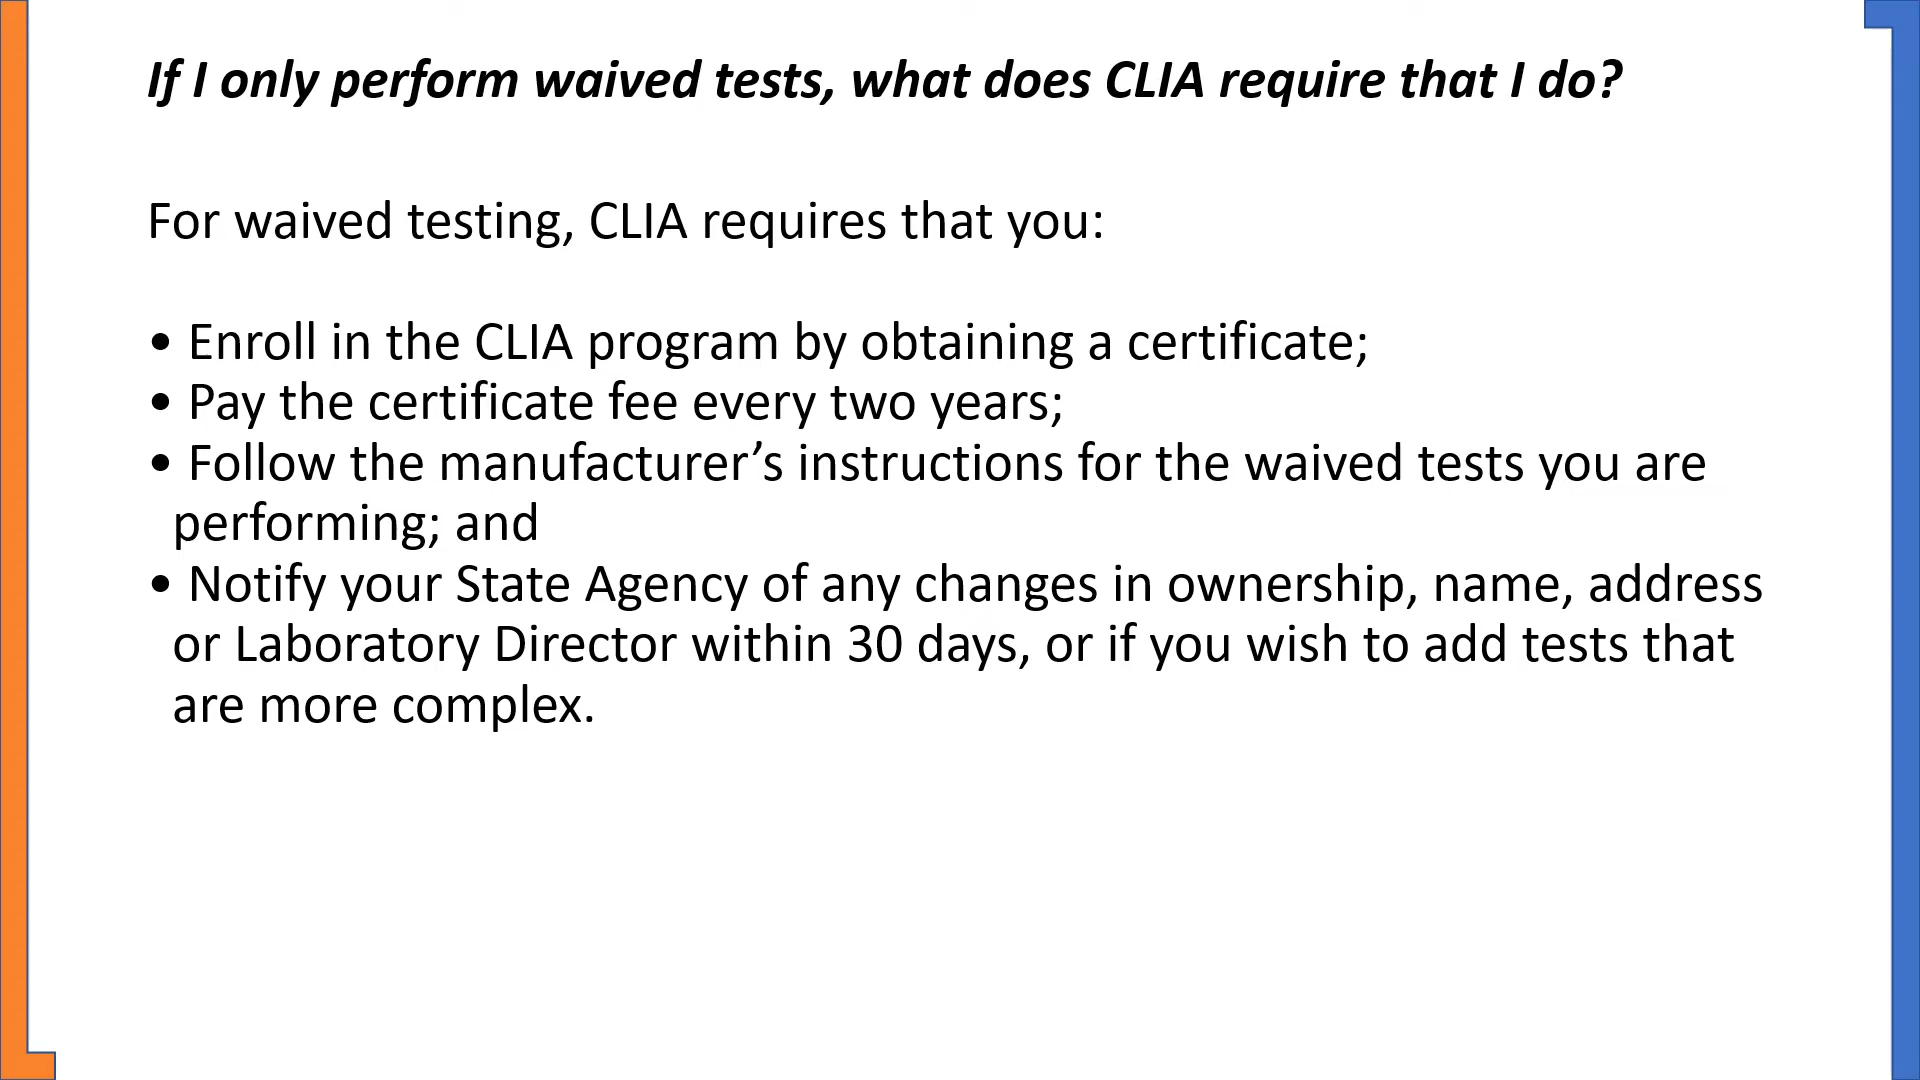 If I only perform waived tests, what does CLIA require that I do?
For waived testing, CLIA requires that you:
• Enroll in the CLIA program by obtaining a certificate;
• Pay the certificate fee every two years;
• Follow the manufacturer’s instructions for the waived tests you are
performing; and
• Notify your State Agency of any changes in ownership, name, address
or Laboratory Director within 30 days, or if you wish to add tests that
are more complex.